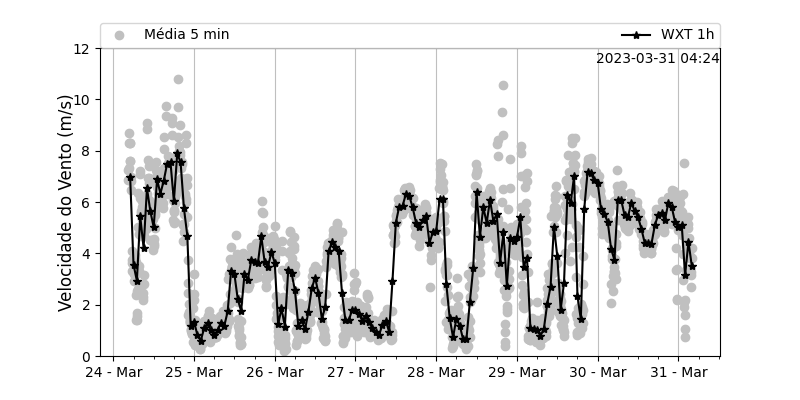 Média 5 min
WXT 1h
2023-03-31 04:24
Velocidade do Vento (m/s)
12
10
8
6
4
2
0
24 - Mar
25 - Mar
26 - Mar
27 - Mar
28 - Mar
29 - Mar
30 - Mar
31 - Mar